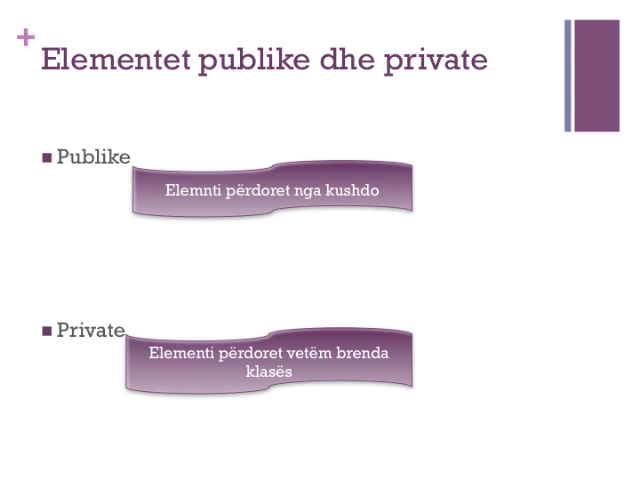 +
Elementet publike dhe private
Publike
Elemnti përdoret nga kushdo
Private
Elementi përdoret vetëm brenda
klasës